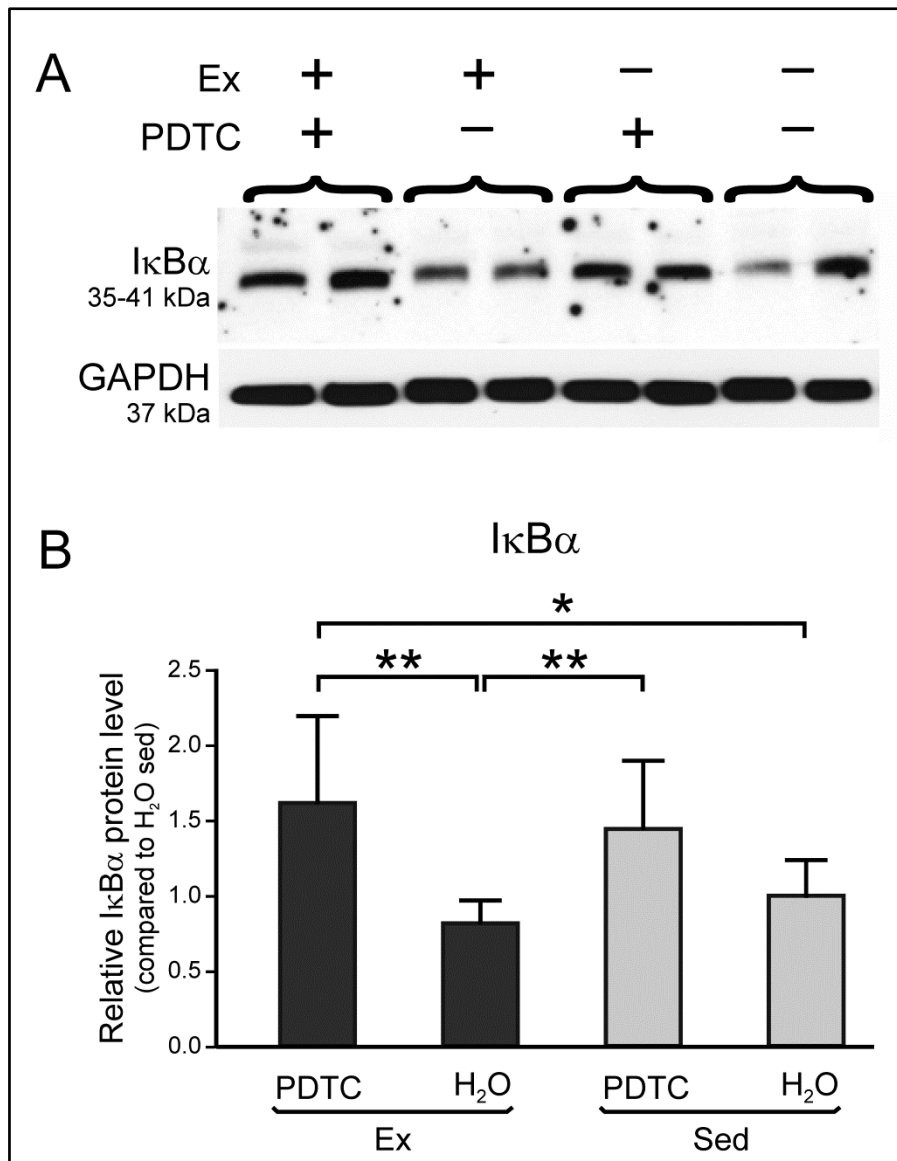 A
Ex + + − −
PDTC + − + −
IκBα
35-41 kDa
GAPDH
37 kDa
B
IκBα
*
** **
Relative IκBα protein level
(compared to H₂O sed)
2.5
2.0
1.5
1.0
0.5
0.0
PDTC H₂O PDTC H₂O
Ex Sed